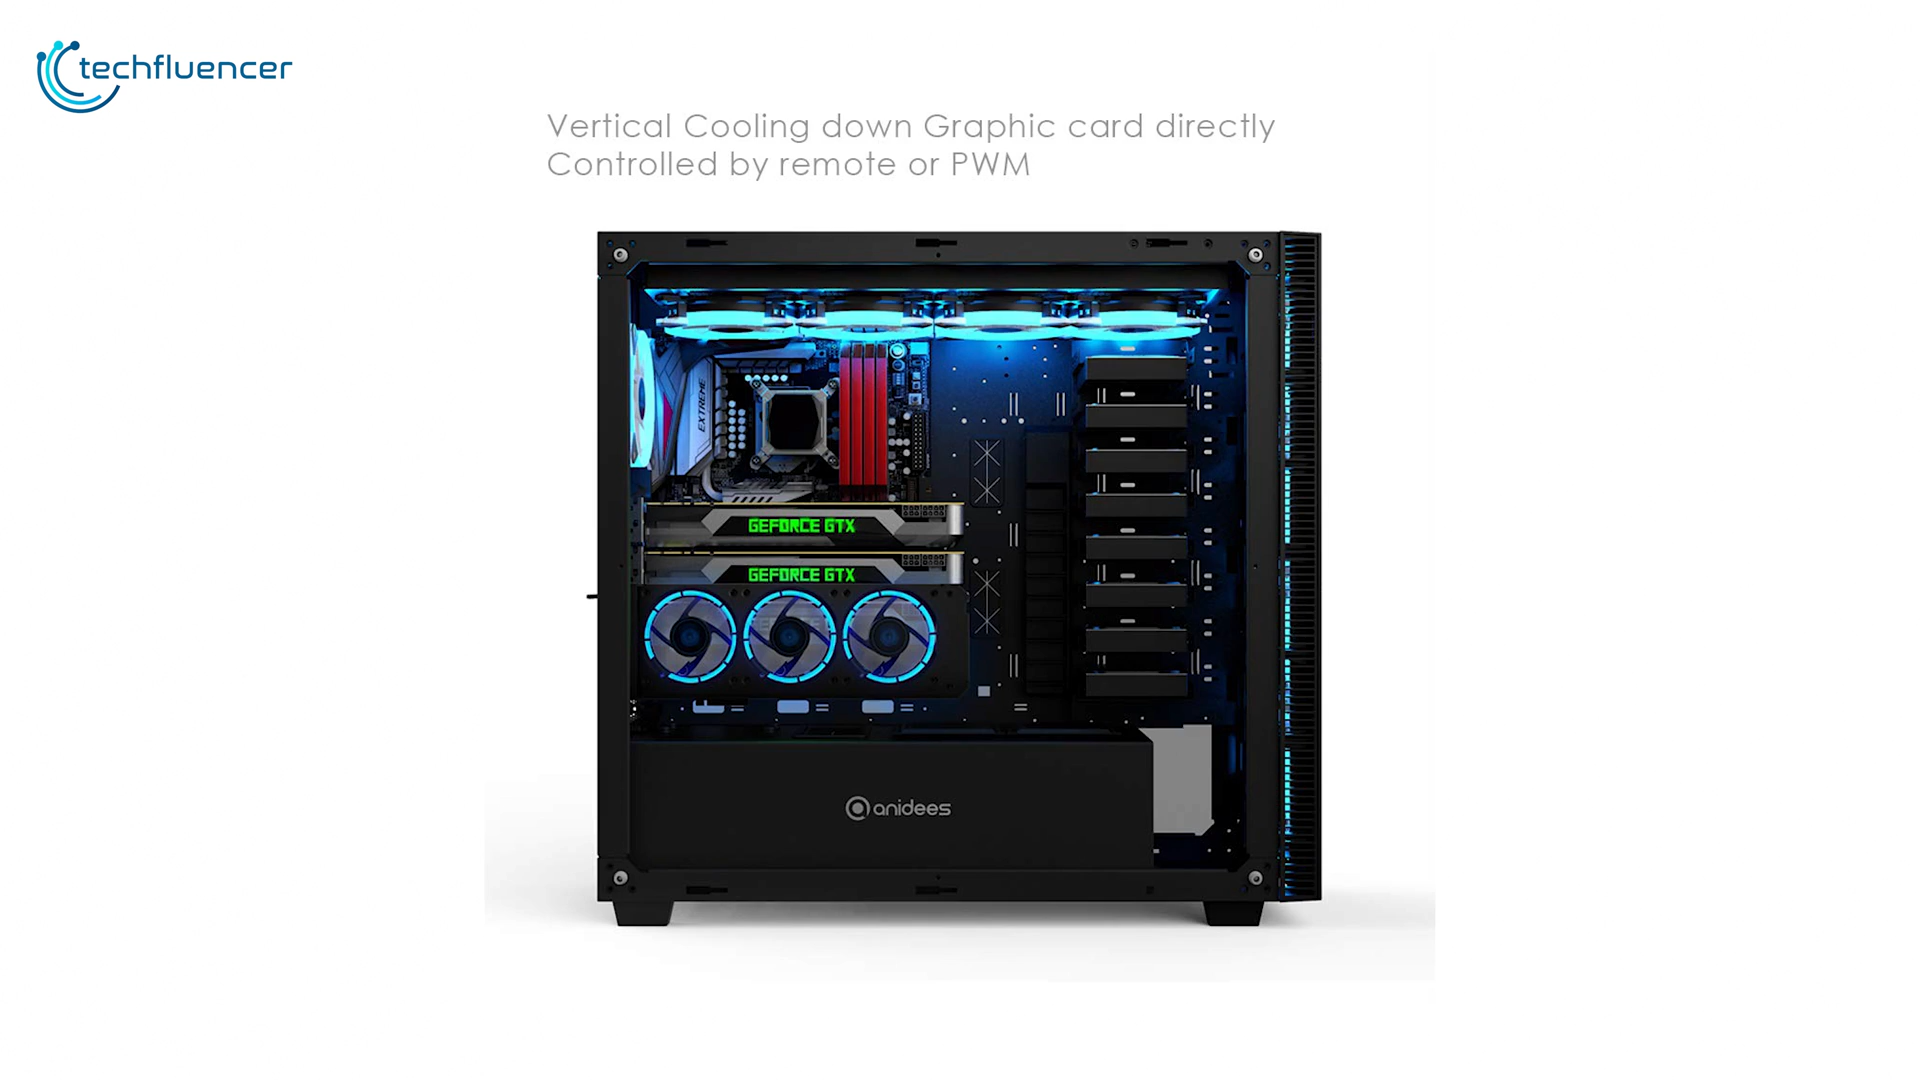 techfluencer
Vertical Cooling down Graphic card directly
Controlled by remote or PWM
EXTREME
GEFORCE GTX
GEFORCE GTX
anidees